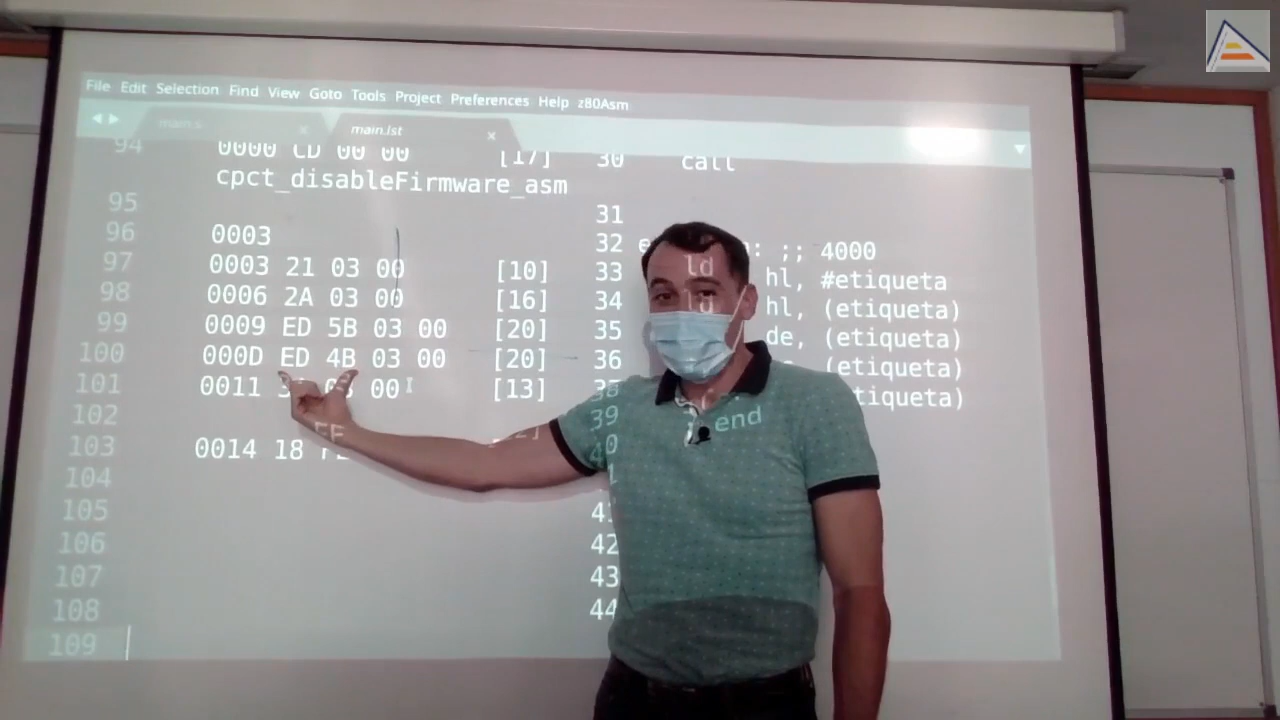 File Edit Selection Find View Goto Tools Project Preferences Help z80Asm
main.s × main.lst ×
94 0000 CD 00 00 [17] 30 call
cpct_disableFirmware_asm
95 31
96 0003 32 : ;; 4000
97 0003 21 03 00 [10] 33 ld hl, #etiqueta
98 0006 2A 03 00 [16] 34 ld hl, (etiqueta)
99 0009 ED 5B 03 00 [20] 35 de, (etiqueta)
100 000D ED 4B 03 00 [20] 36 (etiqueta)
101 0011 00 [13] (etiqueta)
102 39 end
103 0014 18
104
105 41
106 42
107 43
108 44
109